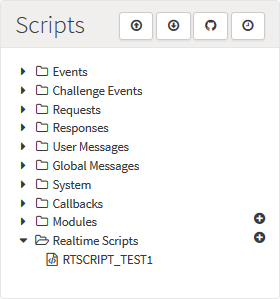 Scripts
Events
Challenge Events
Requests
Responses
User Messages
Global Messages
System
Callbacks
Modules
Realtime Scripts
RTSCRIPT_TEST1